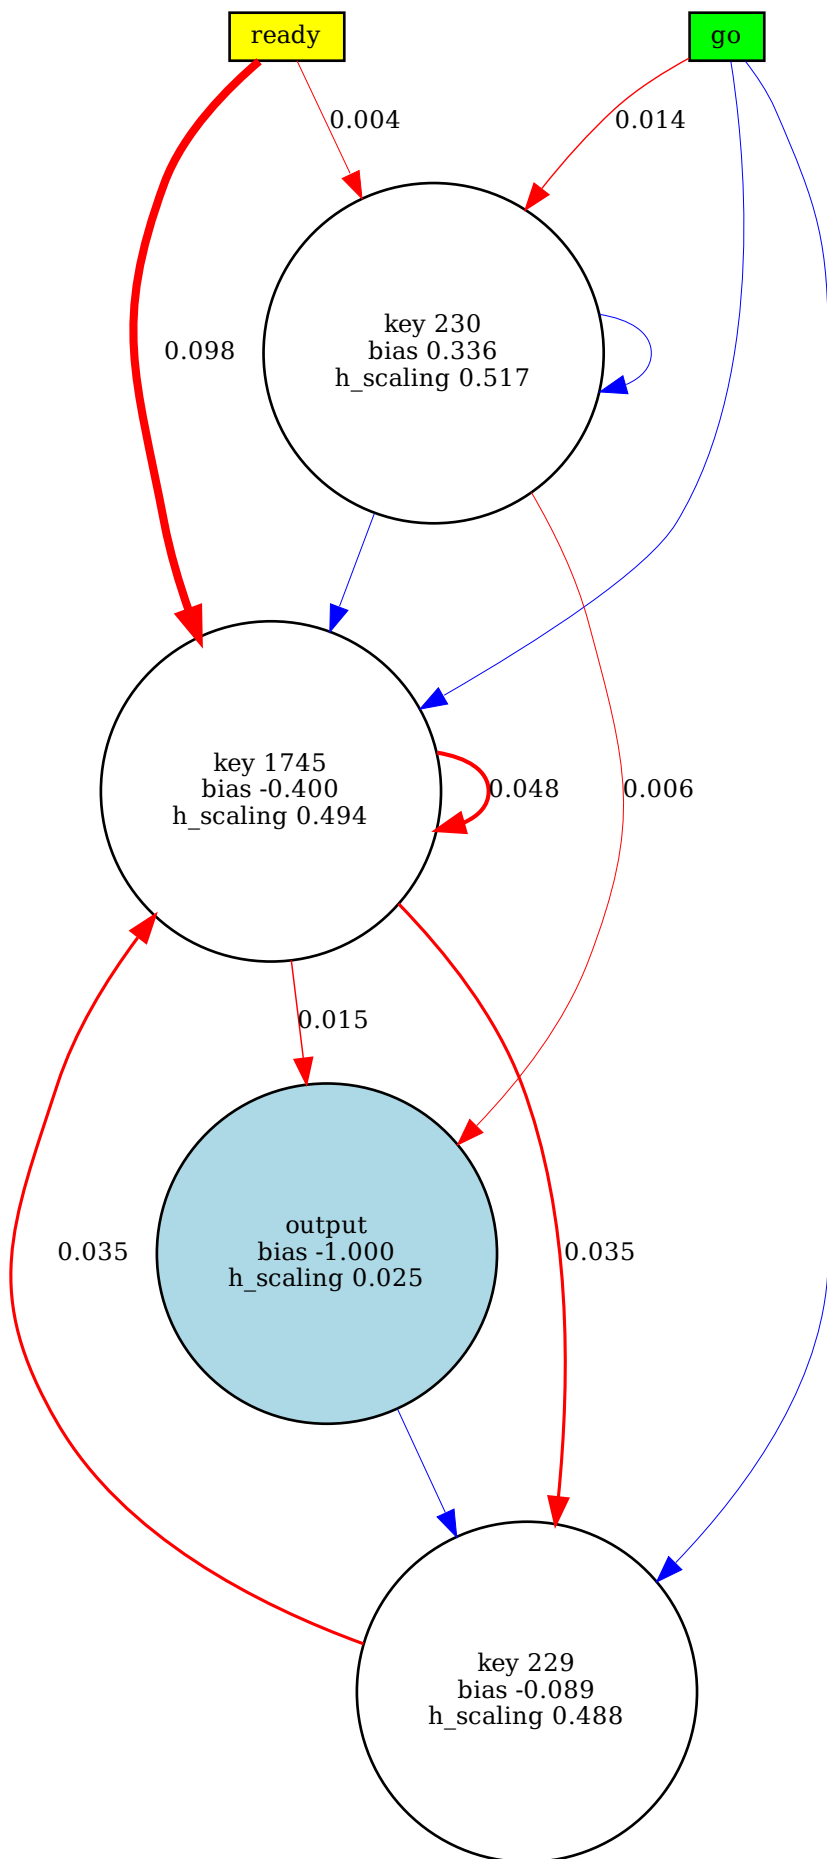 ready
go
0.004
0.014
key 230
bias 0.336
h_scaling 0.517
0.098
key 1745
bias -0.400
h_scaling 0.494
0.048
0.006
0.015
output
bias -1.000
h_scaling 0.025
0.035
0.035
key 229
bias -0.089
h_scaling 0.488